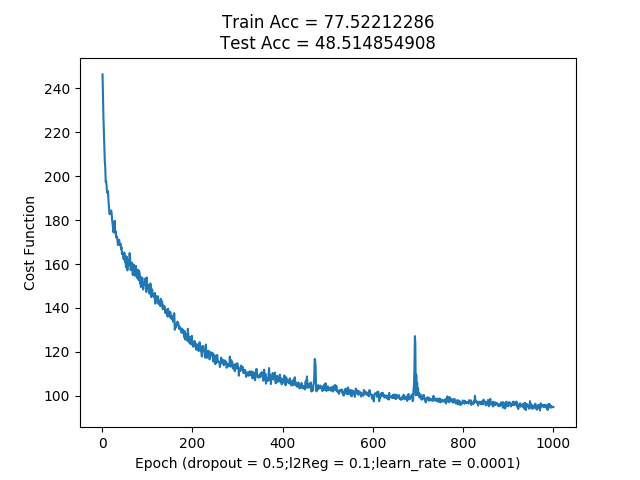 Train Acc = 77.52212286
Test Acc = 48.514854908
240
220
200
180
160
140
120
100
Cost Function
0 200 400 600 800 1000
Epoch (dropout = 0.5;l2Reg = 0.1;learn_rate = 0.0001)